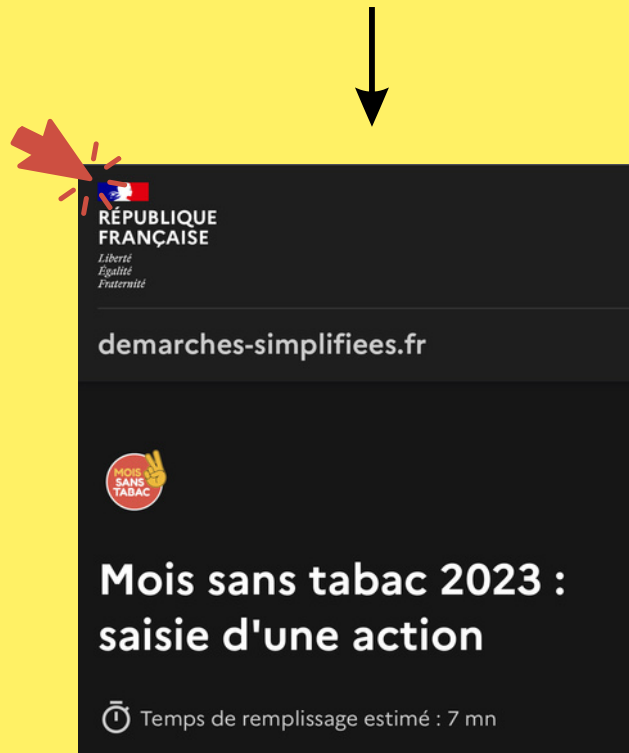 RÉPUBLIQUE
FRANÇAISE
Liberté
Égalité
Fraternité
demarches-simplifiees.fr
MOIS
SANS
TABAC
Mois sans tabac 2023 :
saisie d'une action
Temps de remplissage estimé : 7 mn